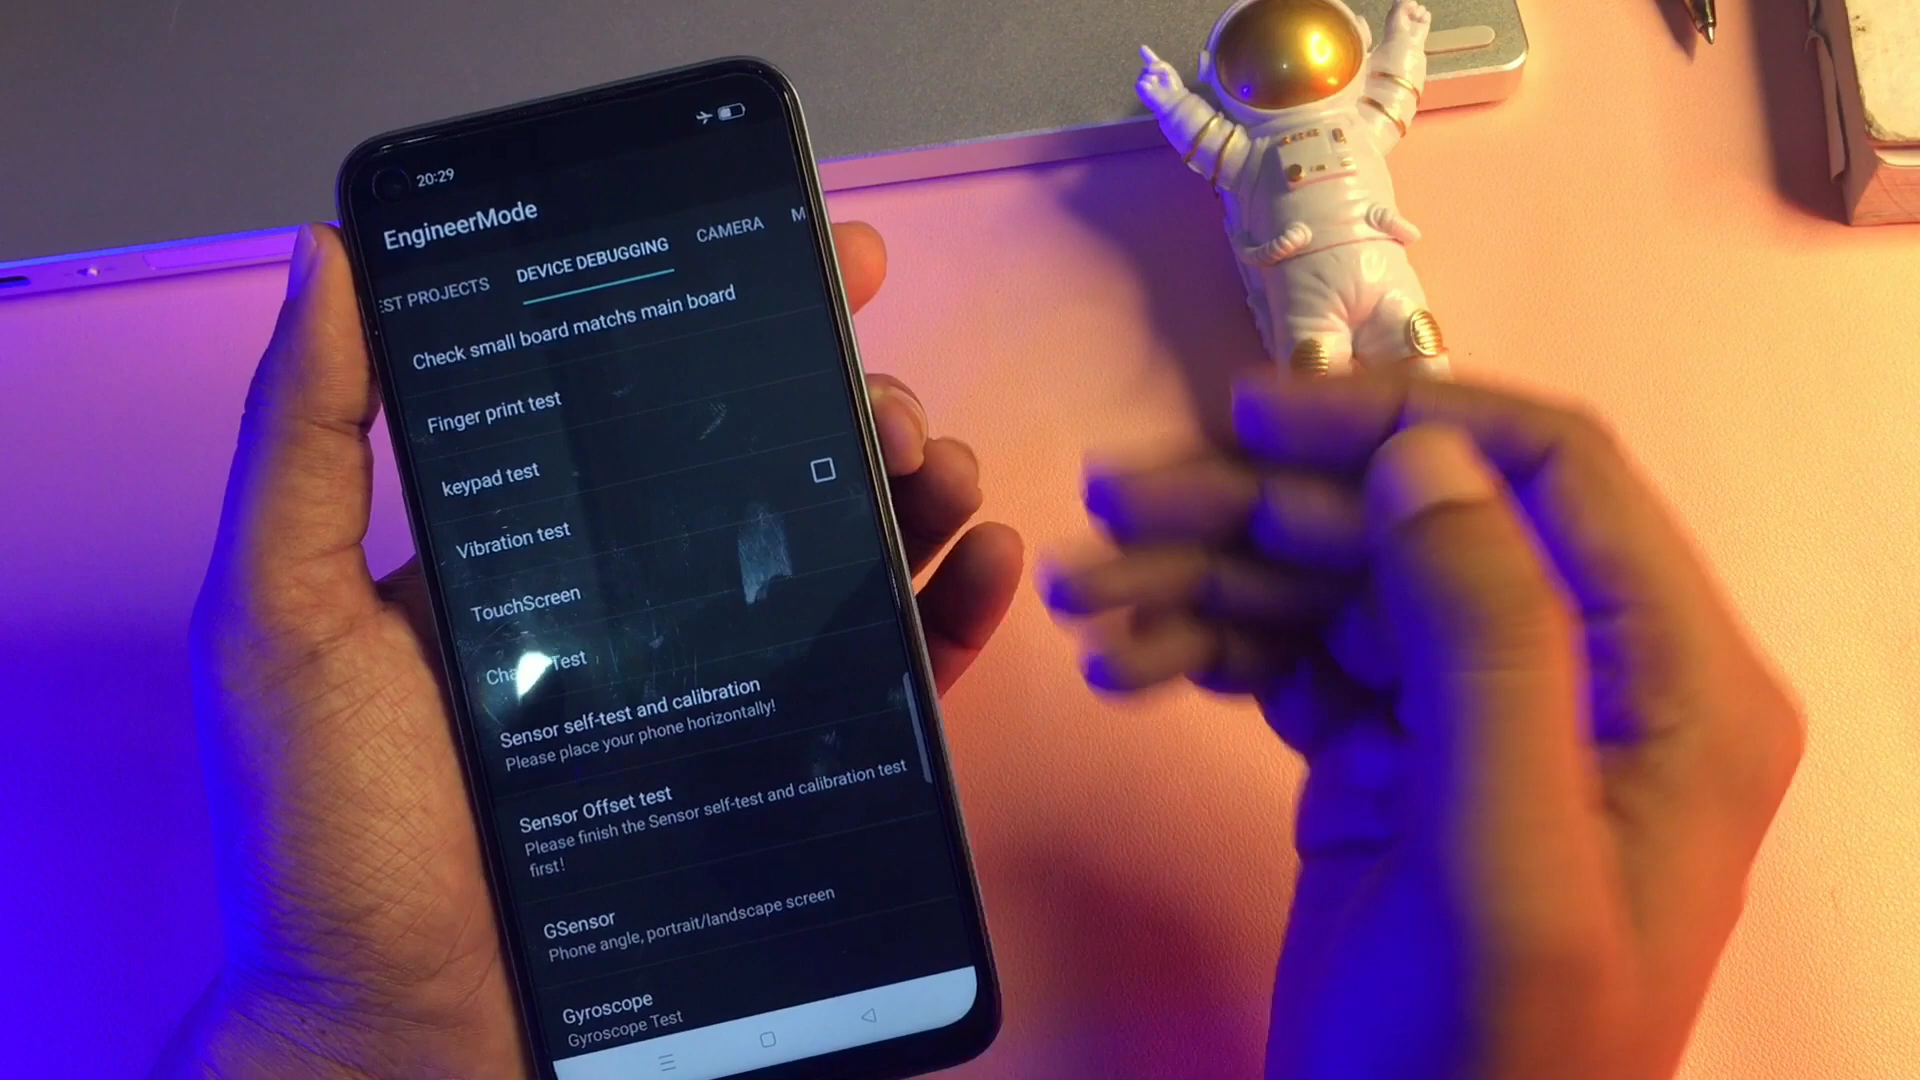 20:29
EngineerMode
EST PROJECTS DEVICE DEBUGGING CAMERA M
Check small board matchs main board
Finger print test
keypad test
Vibration test
TouchScreen
Test
Sensor self-test and calibration
Please place your phone horizontally!
Sensor Offset test
Please finish the Sensor self-test and calibration test
first!
GSensor
Phone angle, portrait/landscape screen
Gyroscope
Gyroscope Test